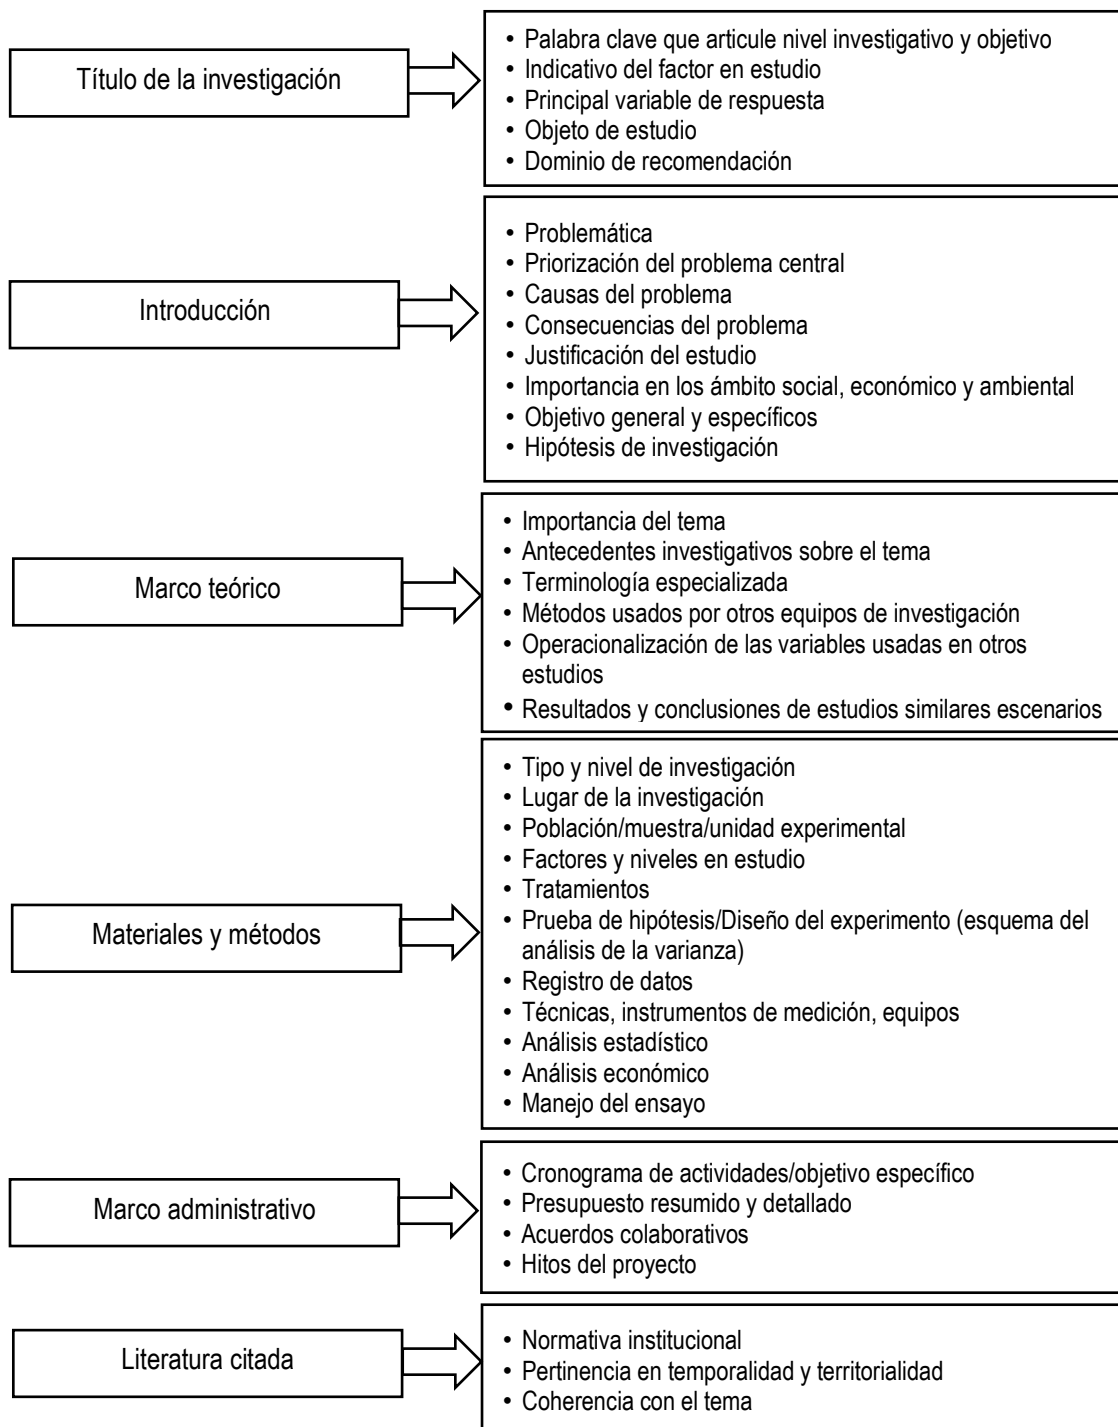 Título de la investigación
• Palabra clave que articule nivel investigativo y objetivo
• Indicativo del factor en estudio
• Principal variable de respuesta
• Objeto de estudio
• Dominio de recomendación
Introducción
• Problemática
• Priorización del problema central
• Causas del problema
• Consecuencias del problema
• Justificación del estudio
• Importancia en los ámbito social, económico y ambiental
• Objetivo general y específicos
• Hipótesis de investigación
Marco teórico
• Importancia del tema
• Antecedentes investigativos sobre el tema
• Terminología especializada
• Métodos usados por otros equipos de investigación
• Operacionalización de las variables usadas en otros
estudios
• Resultados y conclusiones de estudios similares escenarios
Materiales y métodos
• Tipo y nivel de investigación
• Lugar de la investigación
• Población/muestra/unidad experimental
• Factores y niveles en estudio
• Tratamientos
• Prueba de hipótesis/Diseño del experimento (esquema del
análisis de la varianza)
• Registro de datos
• Técnicas, instrumentos de medición, equipos
• Análisis estadístico
• Análisis económico
• Manejo del ensayo
Marco administrativo
• Cronograma de actividades/objetivo específico
• Presupuesto resumido y detallado
• Acuerdos colaborativos
• Hitos del proyecto
Literatura citada
• Normativa institucional
• Pertinencia en temporalidad y territorialidad
• Coherencia con el tema